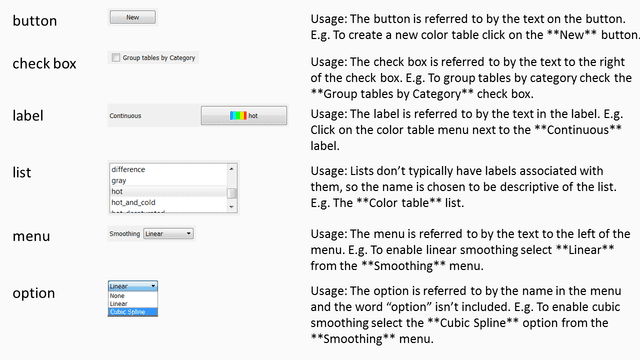 button
New
Usage: The button is referred to by the text on the button.
E.g. To create a new color table click on the **New** button.
check box
Group tables by Category
Usage: The check box is referred to by the text to the right
of the check box. E.g. To group tables by category check the
**Group tables by Category** check box.
label
Continuous
hot
Usage: The label is referred to by the text in the label. E.g.
Click on the color table menu next to the **Continuous**
label.
list
difference
gray
hot
hot_and_cold
hot_desaturated
Usage: Lists don’t typically have labels associated with
them, so the name is chosen to be descriptive of the list.
E.g. The **Color table** list.
menu
Smoothing Linear
Usage: The menu is referred to by the text to the left of the
menu. E.g. To enable linear smoothing select **Linear**
from the **Smoothing** menu.
option
Linear
None
Linear
Cubic Spline
Usage: The option is referred to by the name in the menu
and the word “option” isn’t included. E.g. To enable cubic
smoothing select the **Cubic Spline** option from the
**Smoothing** menu.